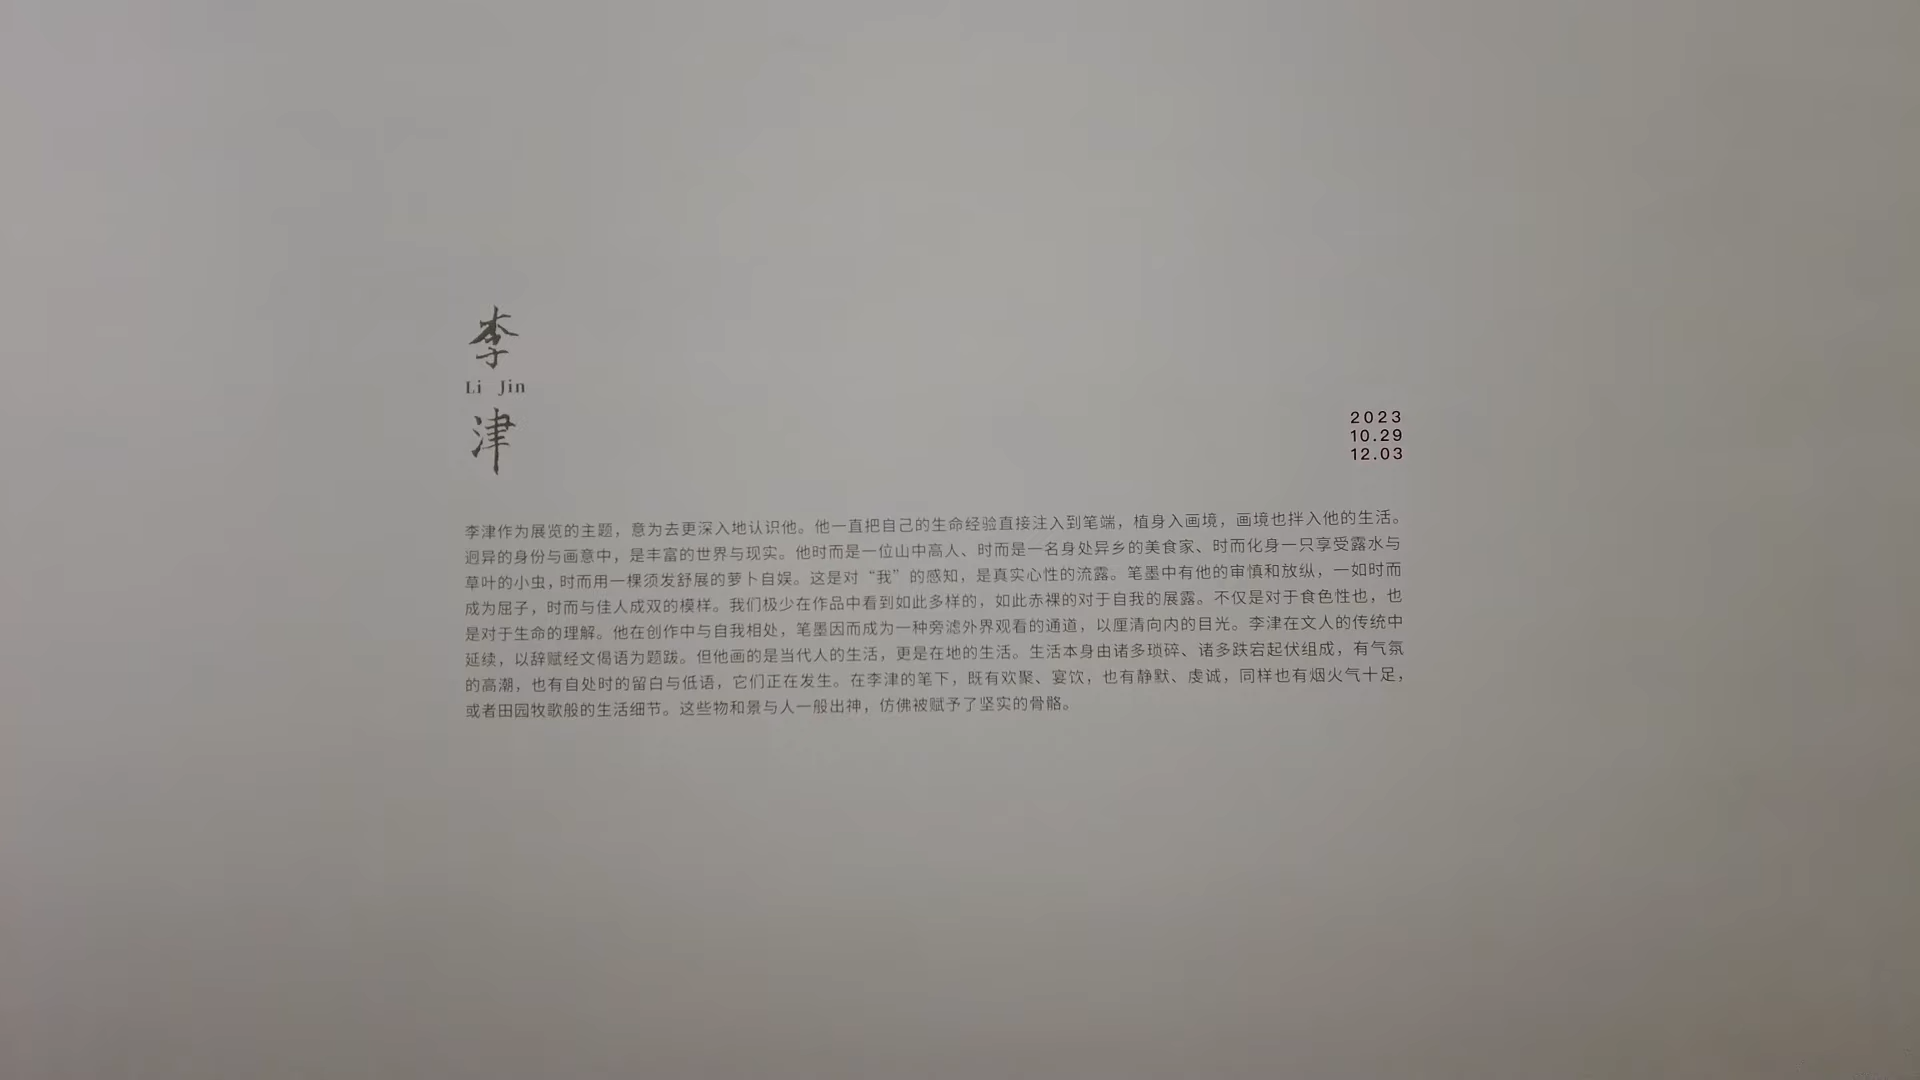 李
Li Jin
津
2023
10.29
12.03
李津作为展览的主题，意为去更深入地认识他。他一直把自己的生命经验直接注入到笔端，植身入画境，画境也拌入他的生活。
迥异的身份与画意中，是丰富的世界与现实。他时而是一位山中高人、时而是一名身处异乡的美食家、时而化身一只享受露水与
草叶的小虫，时而用一棵须发舒展的萝卜自娱。这是对“我”的感知，是真实心性的流露。笔墨中有他的审慎和放纵，一如时而
成为屈子，时而与佳人成双的模样。我们极少在作品中看到如此多样的，如此赤裸的对于自我的展露。不仅是对于食色性也，也
是对于生命的理解。他在创作中与自我相处，笔墨因而成为一种旁滤外界观看的通道，以厘清向内的目光。李津在文人的传统中
延续，以辞赋经文偈语为题跋。但他画的是当代人的生活，更是在地的生活。生活本身由诸多琐碎、诸多跌宕起伏组成，有气氛
的高潮，也有自处时的留白与低语，它们正在发生。在李津的笔下，既有欢聚、宴饮，也有静默、虔诚，同样也有烟火气十足，
或者田园牧歌般的生活细节。这些物和景与人一般出神，仿佛被赋予了坚实的骨骼。